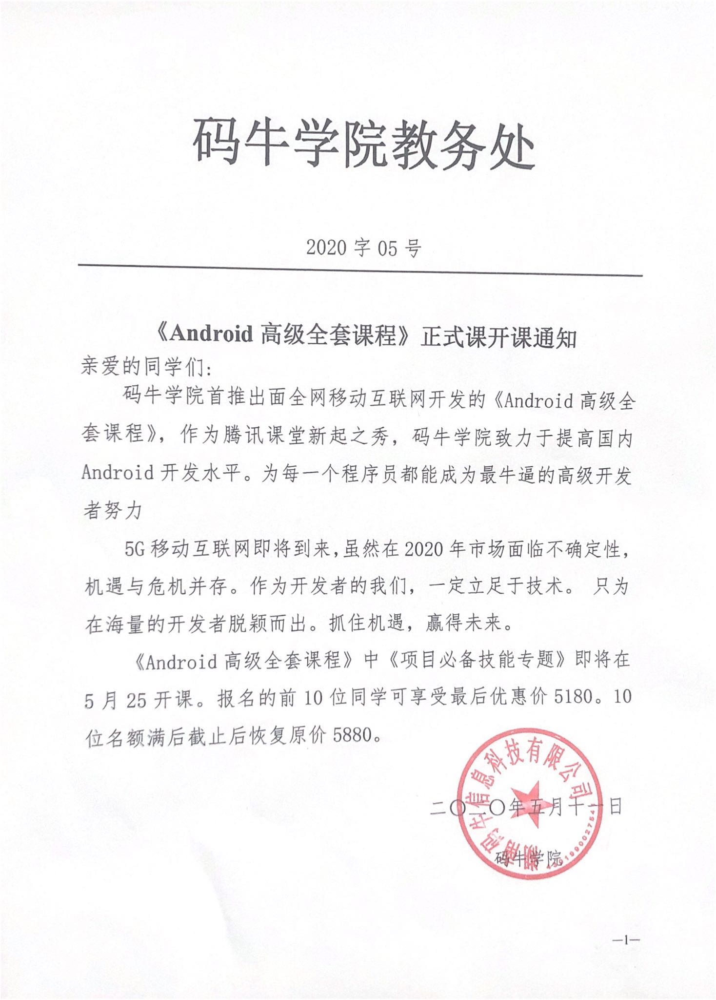 码牛学院教务处
2020 字 05 号
《Android 高级全套课程》正式课开课通知
亲爱的同学们：
码牛学院首推出面全网移动互联网开发的《Android 高级全
套课程》，作为腾讯课堂新起之秀，码牛学院致力于提高国内
Android 开发水平。为每一个程序员都能成为最牛逼的高级开发
者努力
5G 移动互联网即将到来,虽然在 2020 年市场面临不确定性，
机遇与危机并存。作为开发者的我们，一定立足于技术。 只为
在海量的开发者脱颖而出。抓住机遇，赢得未来。
《Android 高级全套课程》中《项目必备技能专题》即将在
5 月 25 开课。报名的前 10 位同学可享受最后优惠价 5180。10
位名额满后截止后恢复原价 5880。
湖南码牛信息科技有限公司
二〇二〇年五月十一日
码牛学院
—1—